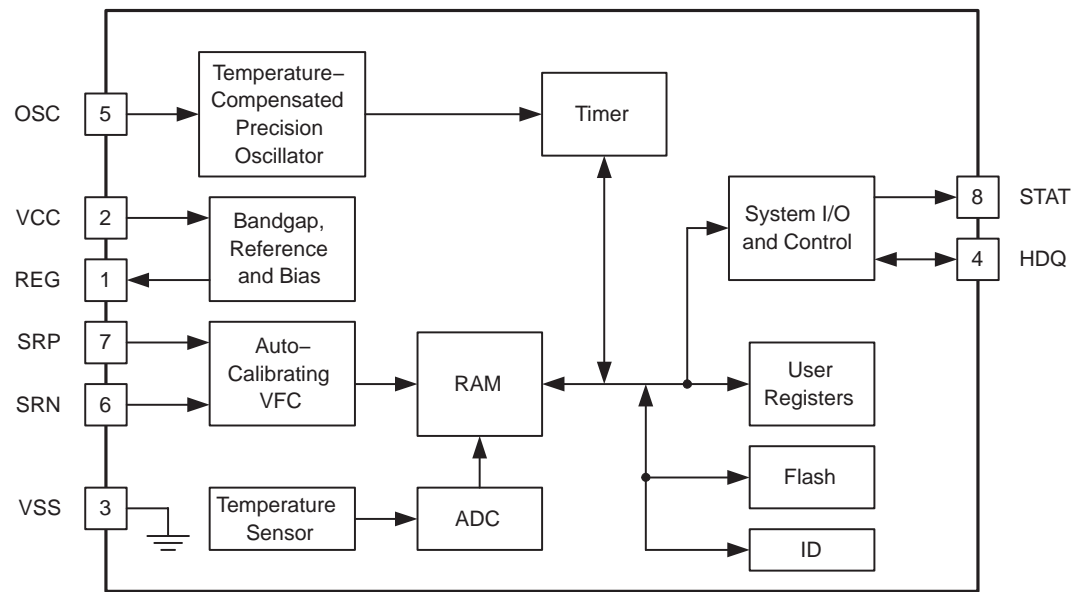 OSC
5
Temperature–
Compensated
Precision
Oscillator
Timer
VCC
2
Bandgap,
Reference
and Bias
REG
1
System I/O
and Control
8
STAT
4
HDQ
SRP
7
SRN
6
Auto–
Calibrating
VFC
RAM
User
Registers
Flash
VSS
3
Temperature
Sensor
ADC
ID